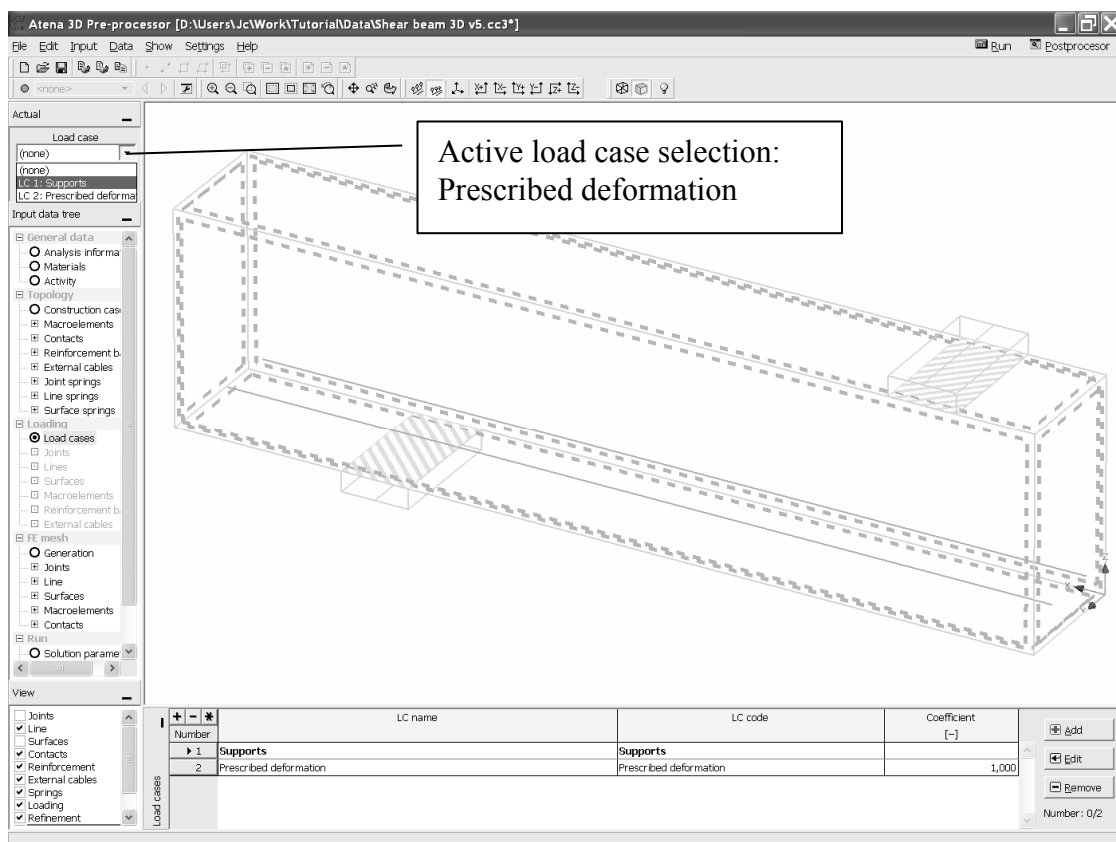 Atena 3D Pre-processor [D:\Users\Jc\Work\Tutorial\Data\Shear beam 3D v5.cc3*]
File Edit Input Data Show Settings Help Run Postprocesor
<none>
Actual
Load case
(none)
(none)
LC 1: Supports
LC 2: Prescribed deforma
Active load case selection:
Prescribed deformation
Input data tree
General data
Analysis informa
Materials
Activity
Topology
Construction cas
Macroelements
Contacts
Reinforcement b
External cables
Joint springs
Line springs
Surface springs
Loading
Load cases
Joints
Lines
Surfaces
Macroelements
Reinforcement b
External cables
FE mesh
Generation
Joints
Line
Surfaces
Macroelements
Contacts
Run
Solution parame
Z
X
View
Joints
Line
Surfaces
Contacts
Reinforcement
External cables
Springs
Loading
Refinement
Load cases
Number LC name LC code Coefficient
[-]
1 Supports Supports
2 Prescribed deformation Prescribed deformation 1,000
Add
Edit
Remove
Number: 0/2